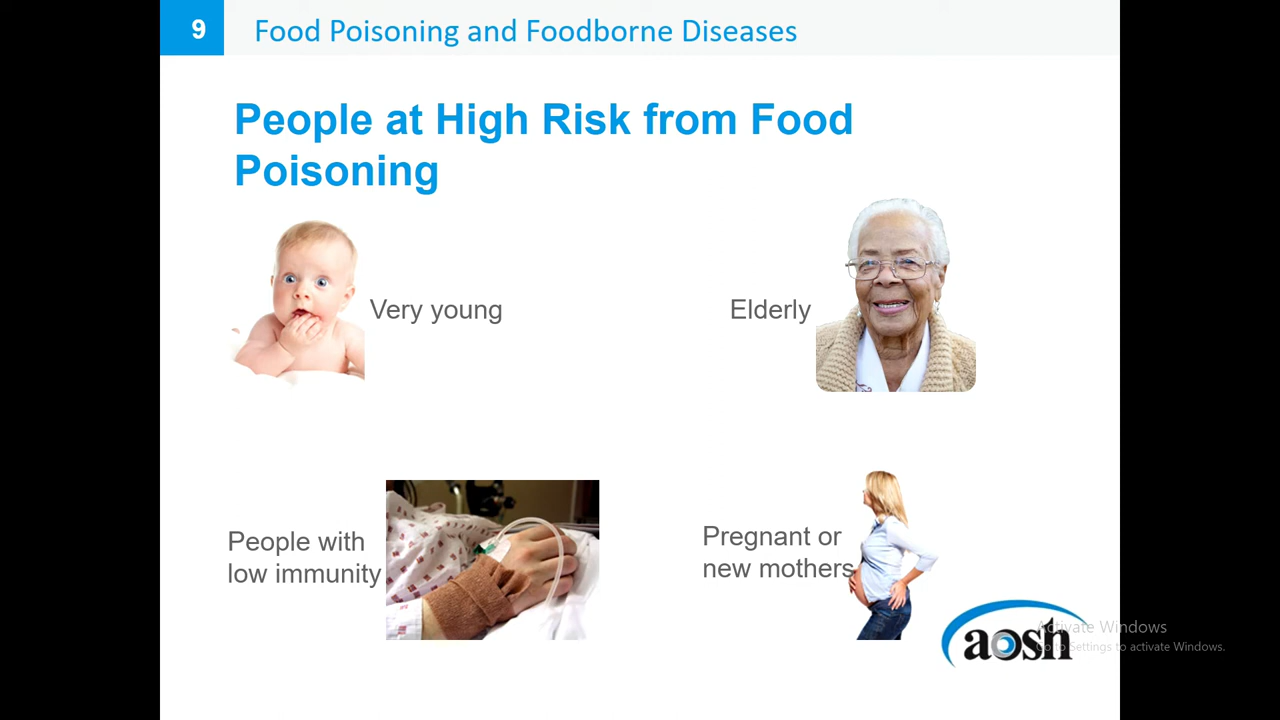 9
Food Poisoning and Foodborne Diseases
People at High Risk from Food
Poisoning
Very young
Elderly
People with
low immunity
Pregnant or
new mothers
aosh
Activate Windows
Go to Settings to activate Windows.